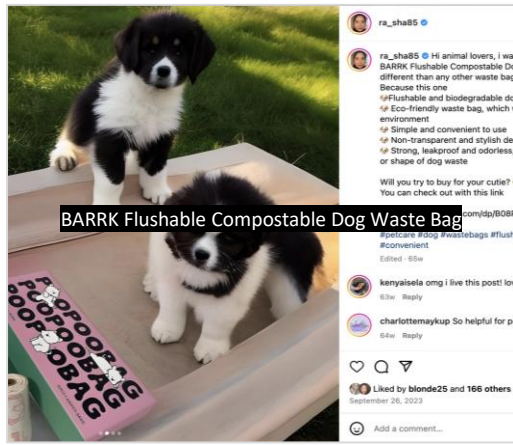 ra_sha85
ra_sha85 Hi animal lovers, i wa
BARRK Flushable Compostable Do
different than any other waste bag
Because this one
Flushable and biodegradable do
Eco-friendly waste bag, which
environment
Simple and convenient to use
Non-transparent and stylish de
Strong, leakproof and odorless,
or shape of dog waste
Will you try to buy for your cutie?
You can check out with this link
com/dp/B08
BARRK Flushable Compostable Dog Waste Bag
#petcare #dog #wastebags #flush
#convenient
Edited · 65w
kenyaisela omg i live this post! lov
63w Reply
charlottemaykup So helpful for p
64w Reply
POOPOOBAG
POOPOOBAG
POOPOOBAG
Liked by blonde25 and 166 others
September 26, 2023
Add a comment...